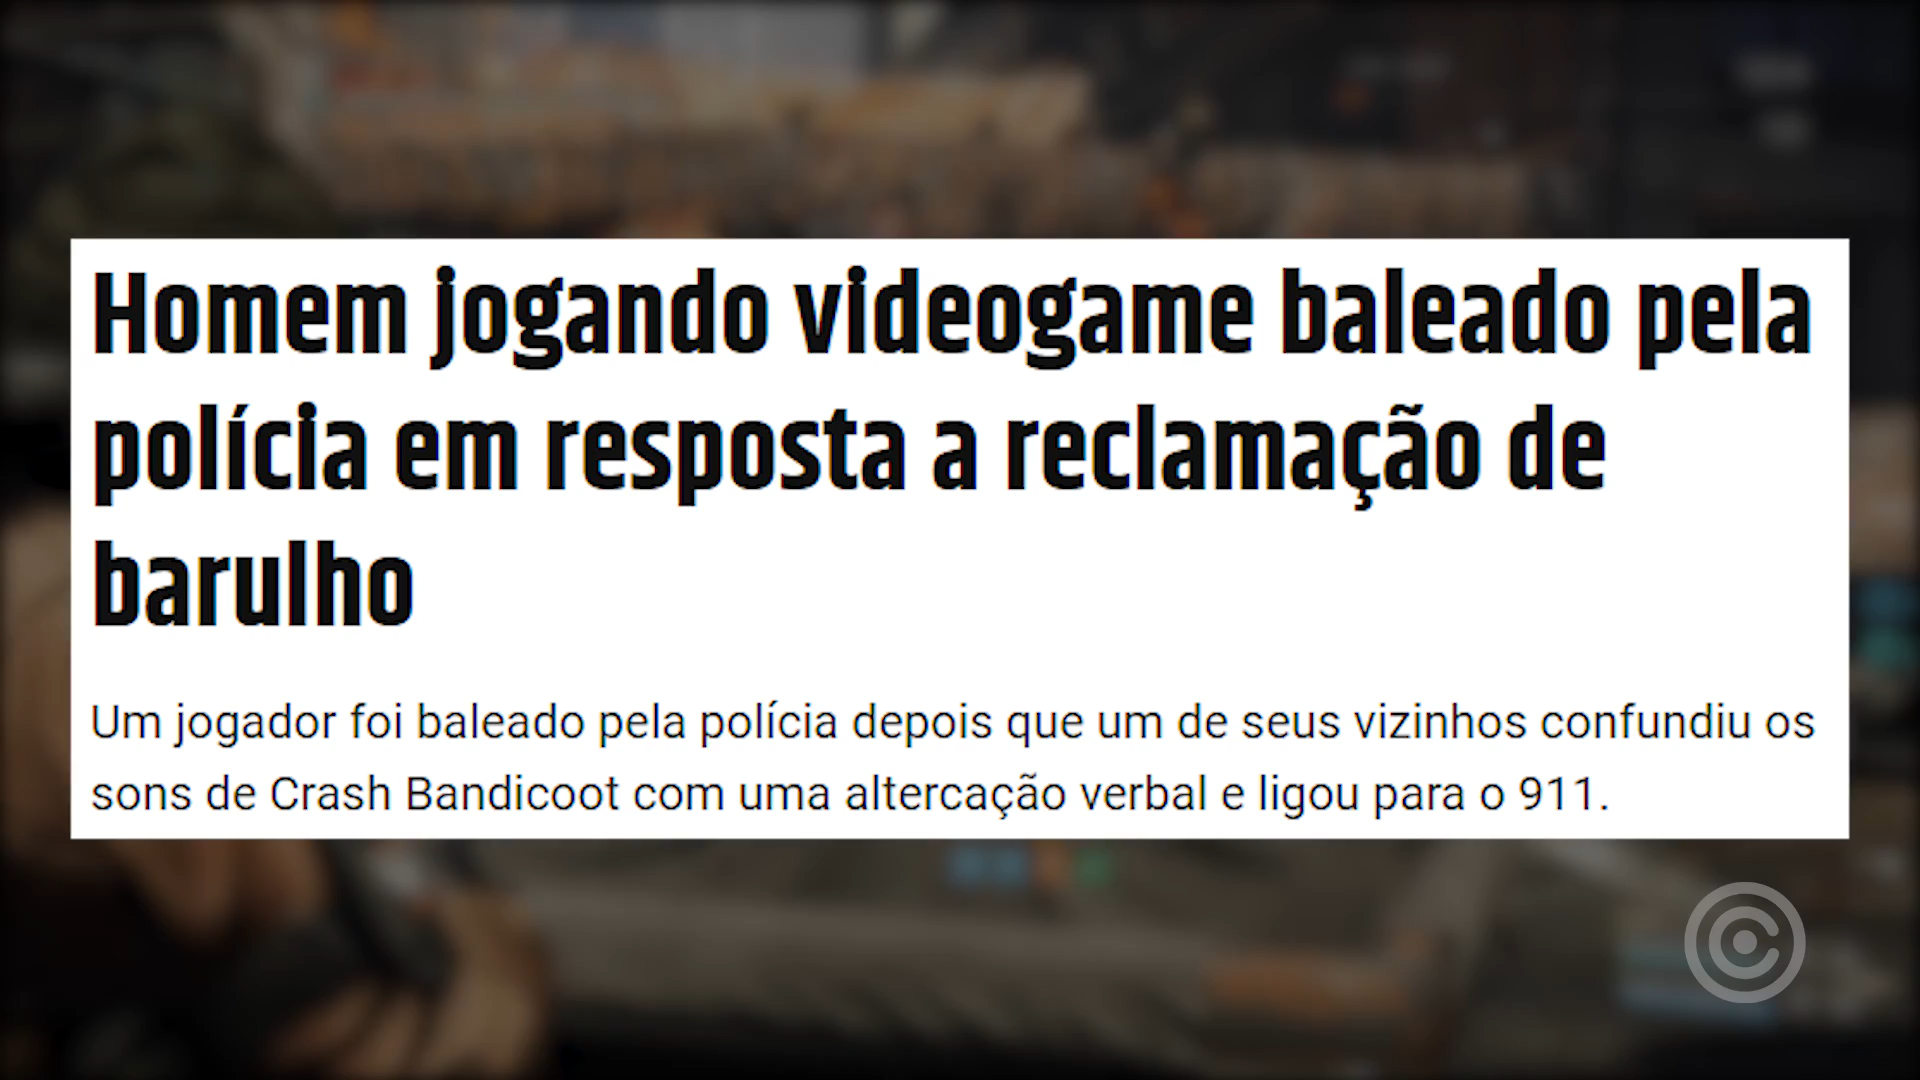 Homem jogando videogame baleado pela
polícia em resposta a reclamação de
barulho
Um jogador foi baleado pela polícia depois que um de seus vizinhos confundiu os
sons de Crash Bandicoot com uma altercação verbal e ligou para o 911.